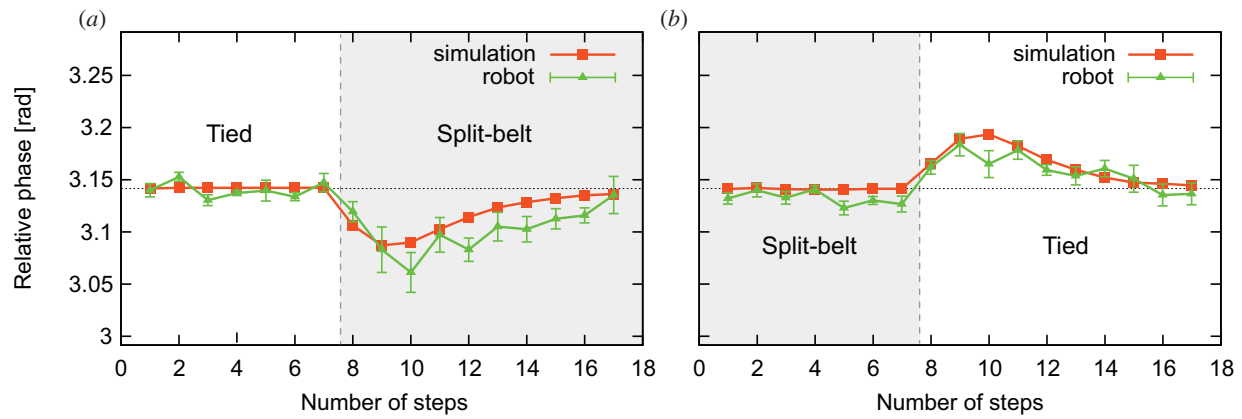 (a)
(b)
simulation
robot
simulation
robot
Tied
Split-belt
Split-belt
Tied
Relative phase [rad]
3.25
3.2
3.15
3.1
3.05
3
0 2 4 6 8 10 12 14 16 18
0 2 4 6 8 10 12 14 16 18
Number of steps
Number of steps